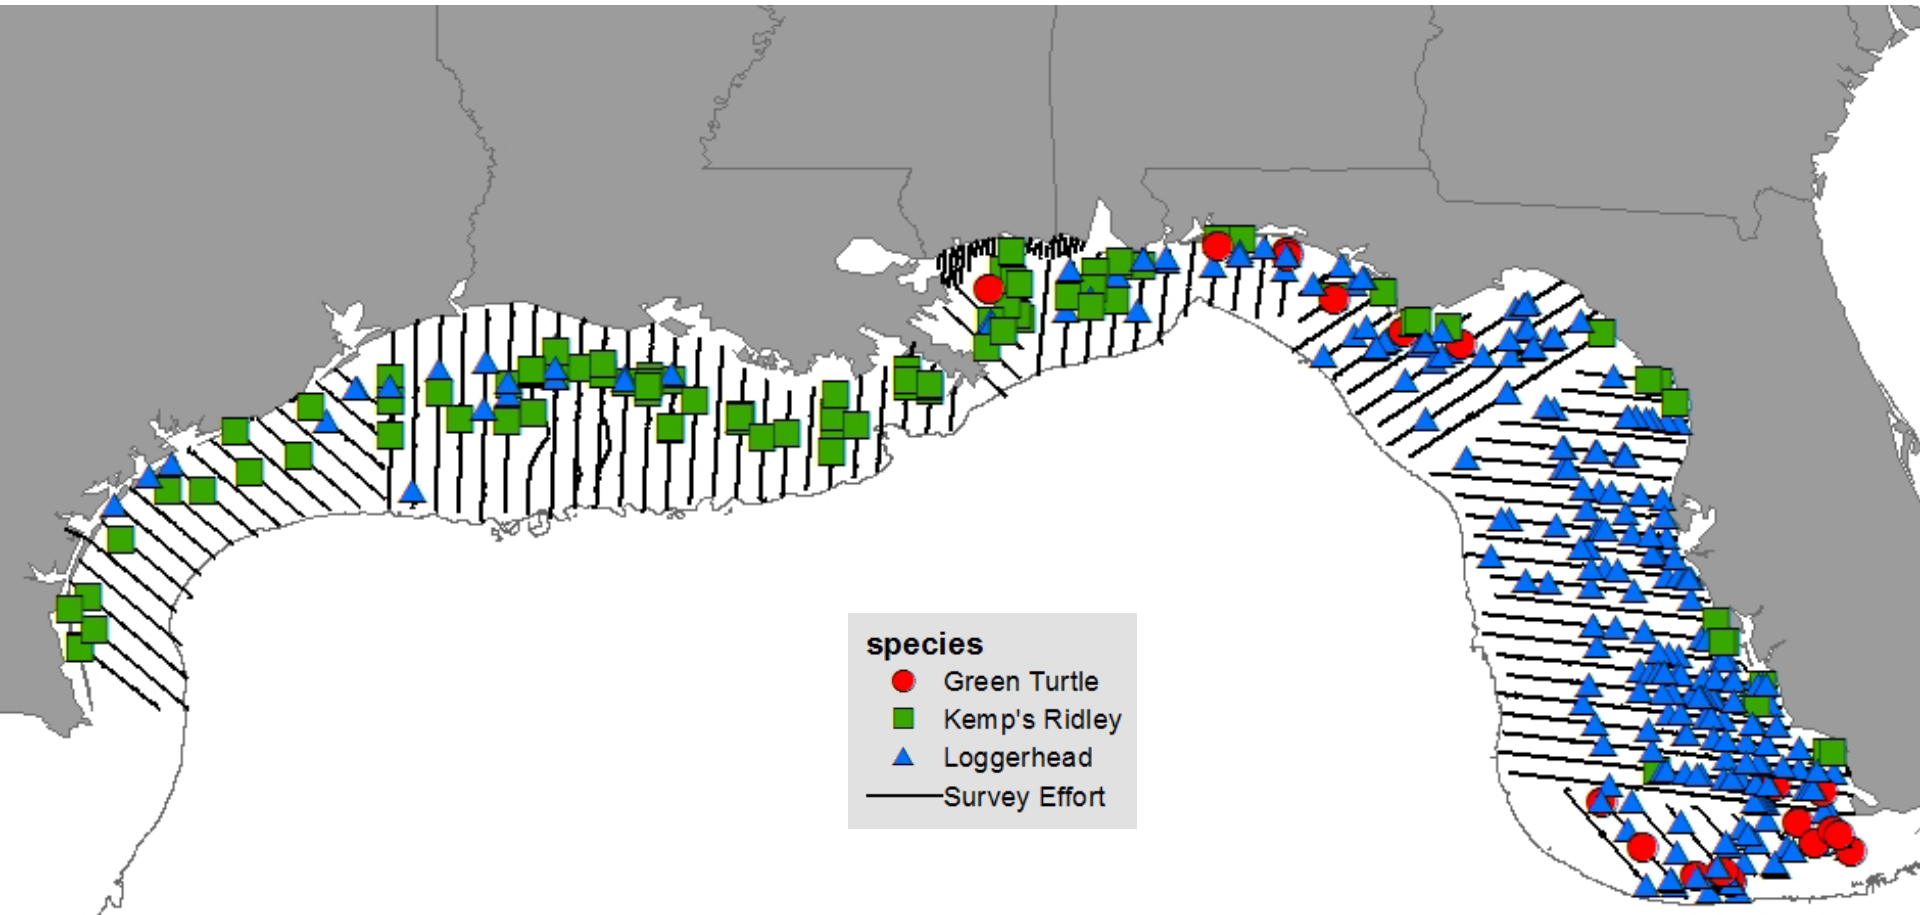 species
Green Turtle
Kemp's Ridley
Loggerhead
Survey Effort